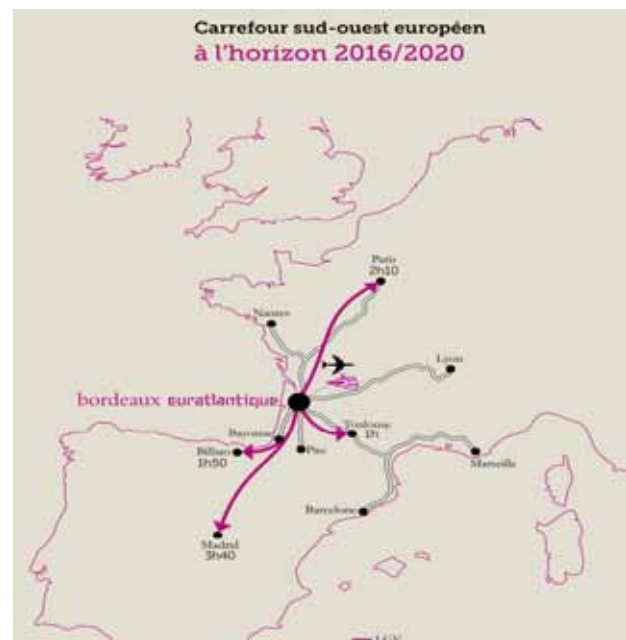 Carrefour sud-ouest européen
à l'horizon 2016/2020
Paris
2h10
Nantes
Lyon
bordeaux euratlantique
Toulouse
1h
Bayonne
Pau
Bilbao
1h50
Marseille
Barcelone
Madrid
3h40